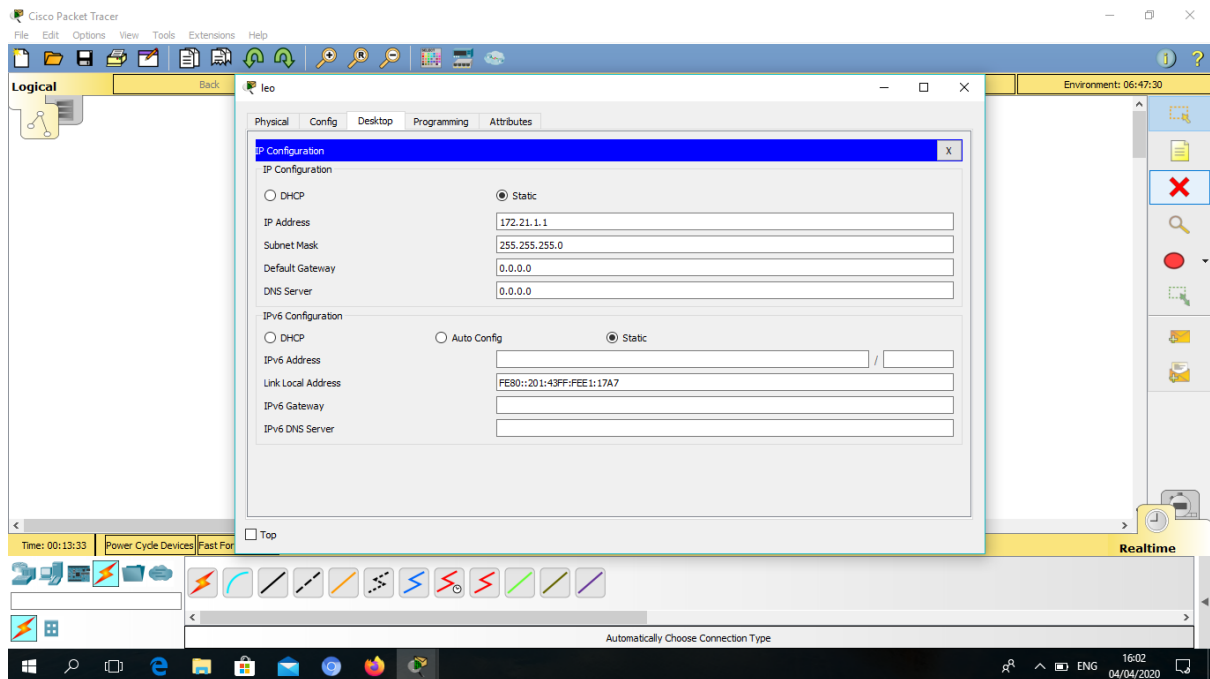 Cisco Packet Tracer
File Edit Options View Tools Extensions Help
Logical
Back
Environment: 06:47:30
leo
Physical Config Desktop Programming Attributes
IP Configuration
X
IP Configuration
DHCP Static
IP Address 172.21.1.1
Subnet Mask 255.255.255.0
Default Gateway 0.0.0.0
DNS Server 0.0.0.0
IPv6 Configuration
DHCP Auto Config Static
IPv6 Address /
Link Local Address FE80::201:43FF:FEE1:17A7
IPv6 Gateway
IPv6 DNS Server
Top
Time: 00:13:33 Power Cycle Devices Fast For
Realtime
Automatically Choose Connection Type
ENG
16:02
04/04/2020